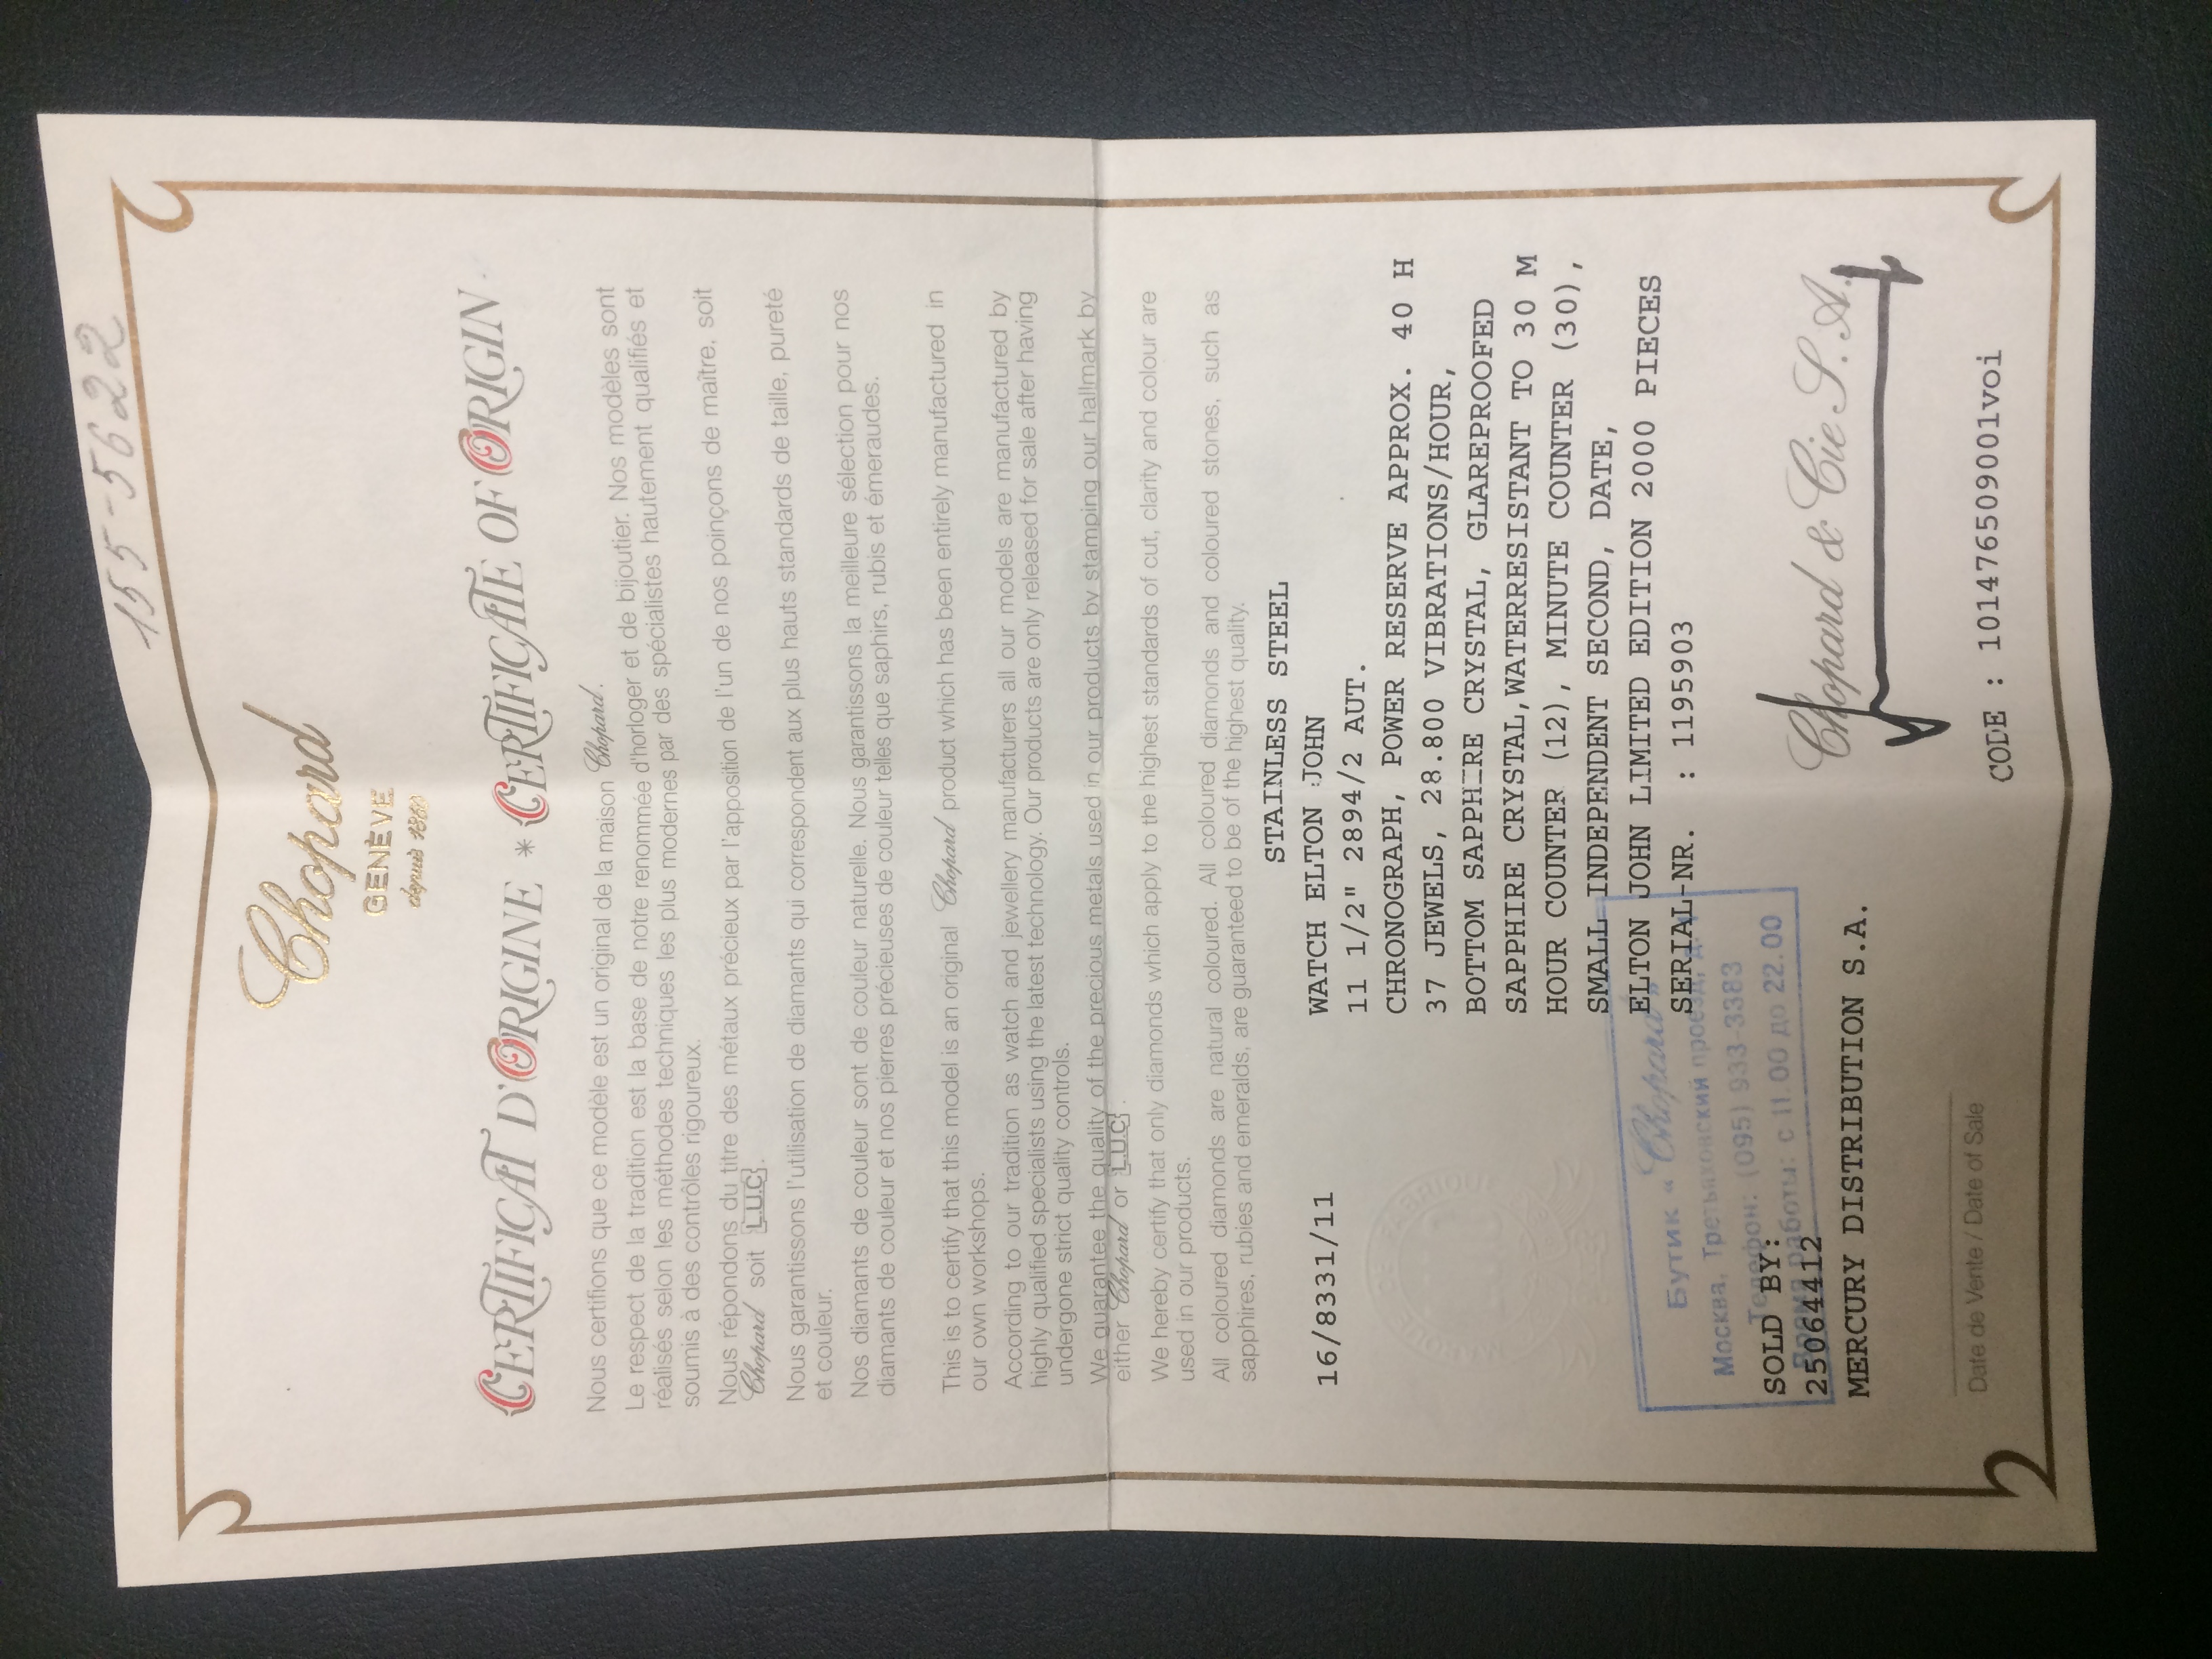 155-5622
Chopard
GENÈVE
depuis 1860
CERTIFICAT D'ORIGINE * CERTIFICATE OF ORIGIN
Nous certifions que ce modèle est un original de la maison Chopard.
Le respect de la tradition est la base de notre renommée d'horloger et de bijoutier. Nos modèles sont
réalisés selon les méthodes techniques les plus modernes par des spécialistes hautement qualifiés et
soumis à des contrôles rigoureux.
Nous répondons du titre des métaux précieux par l'apposition de l'un de nos poinçons de maître, soit
Chopard soit L.U.C.
Nous garantissons l'utilisation de diamants qui correspondent aux plus hauts standards de taille, pureté
et couleur.
Nos diamants de couleur sont de couleur naturelle. Nous garantissons la meilleure sélection pour nos
diamants de couleur et nos pierres précieuses de couleur telles que saphirs, rubis et émeraudes.
This is to certify that this model is an original Chopard product which has been entirely manufactured in
our own workshops.
According to our tradition as watch and jewellery manufacturers all our models are manufactured by
highly qualified specialists using the latest technology. Our products are only released for sale after having
undergone strict quality controls.
We guarantee the quality of the precious metals used in our products by stamping our hallmark by
either Chopard or L.U.C.
We hereby certify that only diamonds which apply to the highest standards of cut, clarity and colour are
used in our products.
All coloured diamonds are natural coloured. All coloured diamonds and coloured stones, such as
sapphires, rubies and emeralds, are guaranteed to be of the highest quality.
STAINLESS STEEL
16/8331/11 WATCH ELTON JOHN
11 1/2" 2894/2 AUT.
CHRONOGRAPH, POWER RESERVE APPROX. 40 H
37 JEWELS, 28.800 VIBRATIONS/HOUR,
BOTTOM SAPPHIRE CRYSTAL, GLAREPROOFED
SAPPHIRE CRYSTAL,WATERRESISTANT TO 30 M
HOUR COUNTER (12), MINUTE COUNTER (30),
SMALL INDEPENDENT SECOND, DATE,
ELTON JOHN LIMITED EDITION 2000 PIECES
SERIAL-NR. : 1195903
Бутик « Chopard »
Москва, Третьяковский проезд, д.
Телефон: (095) 933-3383
Время работы: с 11.00 до 22.00
SOLD BY:
25064412
MERCURY DISTRIBUTION S.A.
Chopard & Cie S.A.
Date de Vente / Date of Sale
CODE : 10147650900​1voi